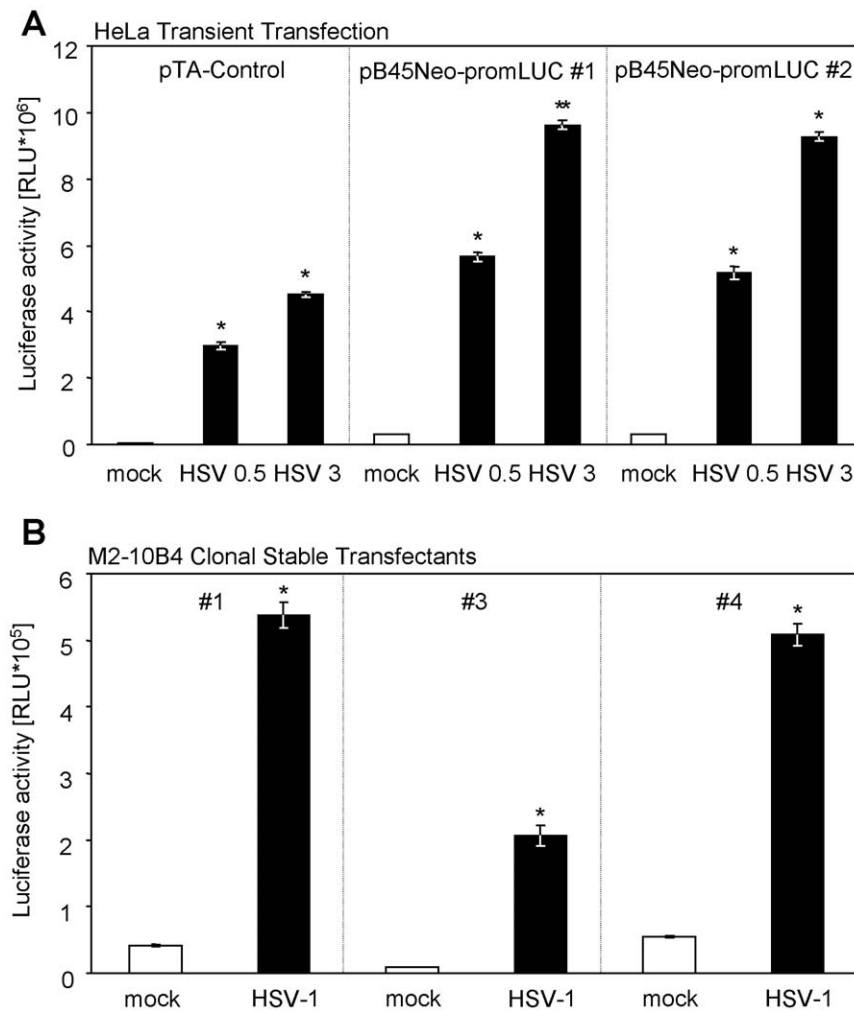 A
HeLa Transient Transfection
12
10
8
6
4
2
0
Luciferase activity [RLU*10⁶]
pTA-Control
pB45Neo-promLUC #1
pB45Neo-promLUC #2
*
*
*
**
*
*
mock HSV 0.5 HSV 3 mock HSV 0.5 HSV 3 mock HSV 0.5 HSV 3
B
M2-10B4 Clonal Stable Transfectants
6
5
4
3
2
1
0
Luciferase activity [RLU*10⁵]
#1
#3
#4
*
*
*
mock HSV-1 mock HSV-1 mock HSV-1